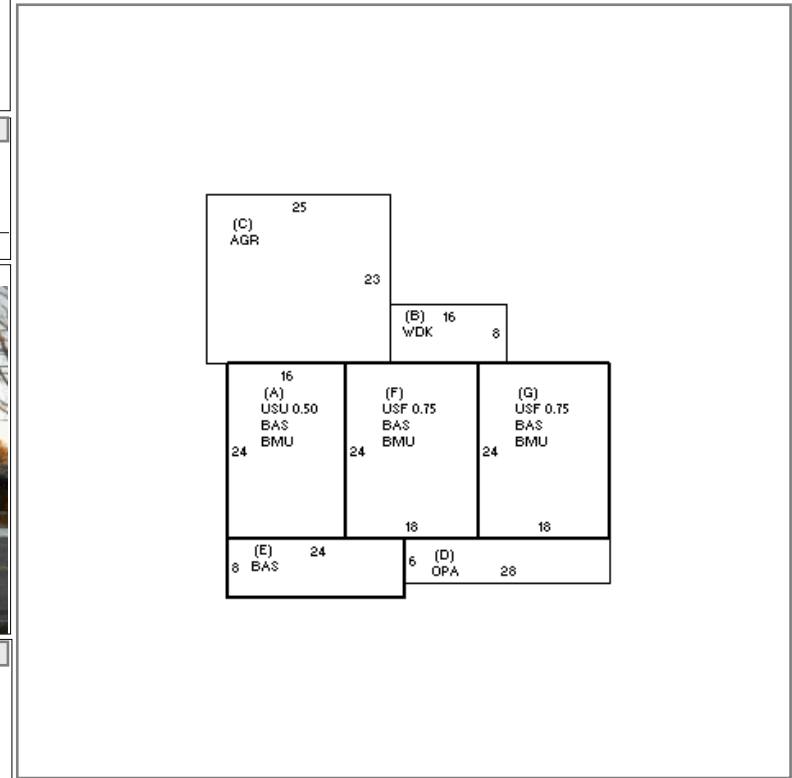 25
(C)
AGR
23
(B) 16
WDK 8
16
(A)
USU 0.50
BAS
BMU
24
(F)
USF 0.75
BAS
BMU
24
18
(G)
USF 0.75
BAS
BMU
24
18
(E) 24
8 BAS
6 (D)
OPA 28